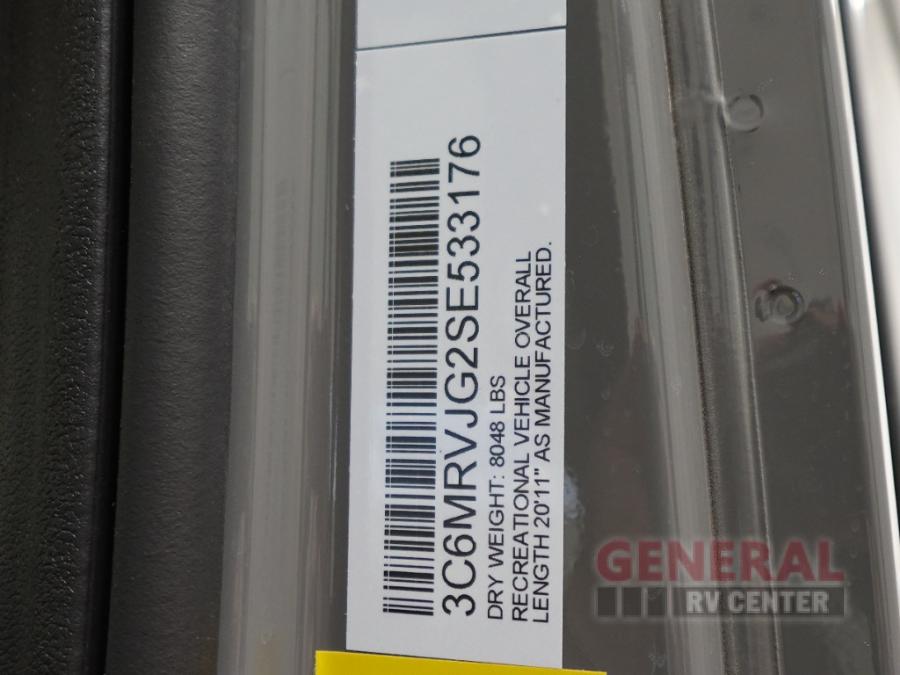 3C6MRVJG2SE533176
DRY WEIGHT: 8048 LBS
RECREATIONAL VEHICLE OVERALL
LENGTH 20'11" AS MANUFACTURED.
GENERAL
RV CENTER